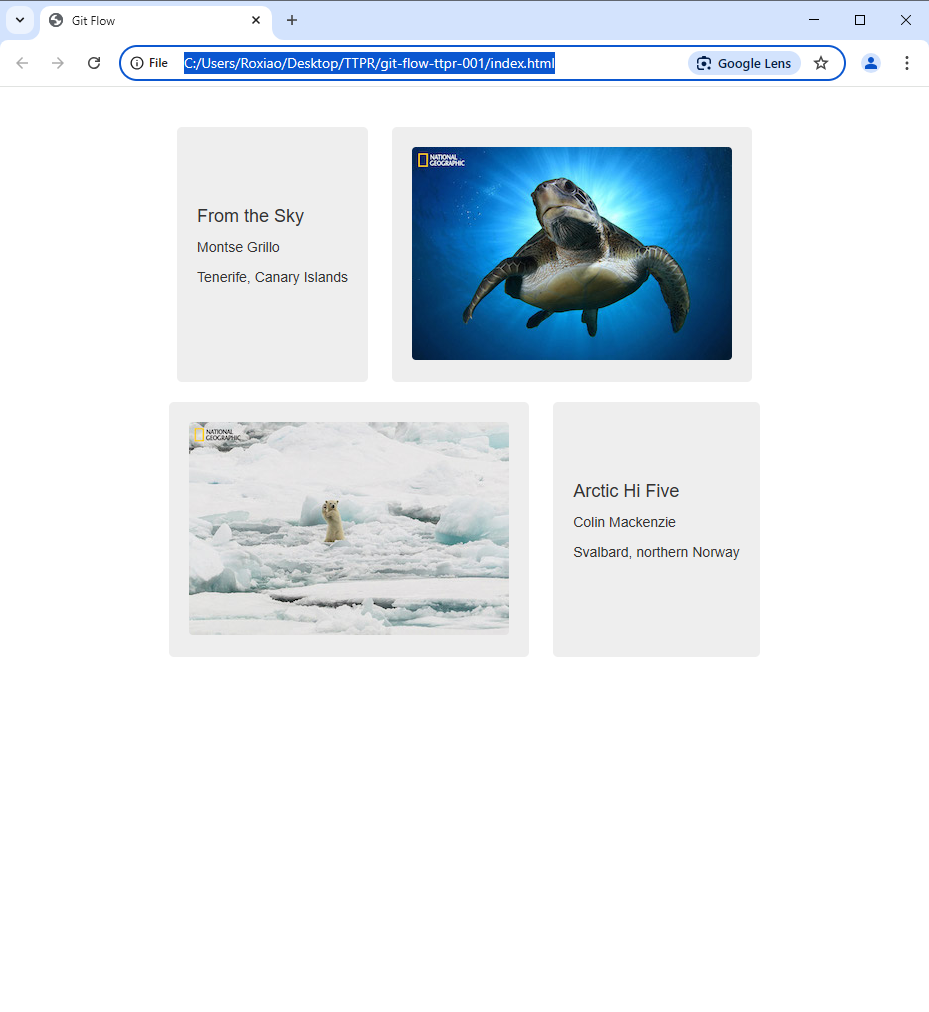 Git Flow
File
C:/Users/Roxiao/Desktop/TTPR/git-flow-ttpr-001/index.html
Google Lens
From the Sky
Montse Grillo
Tenerife, Canary Islands
NATIONAL
GEOGRAPHIC
NATIONAL
GEOGRAPHIC
Arctic Hi Five
Colin Mackenzie
Svalbard, northern Norway